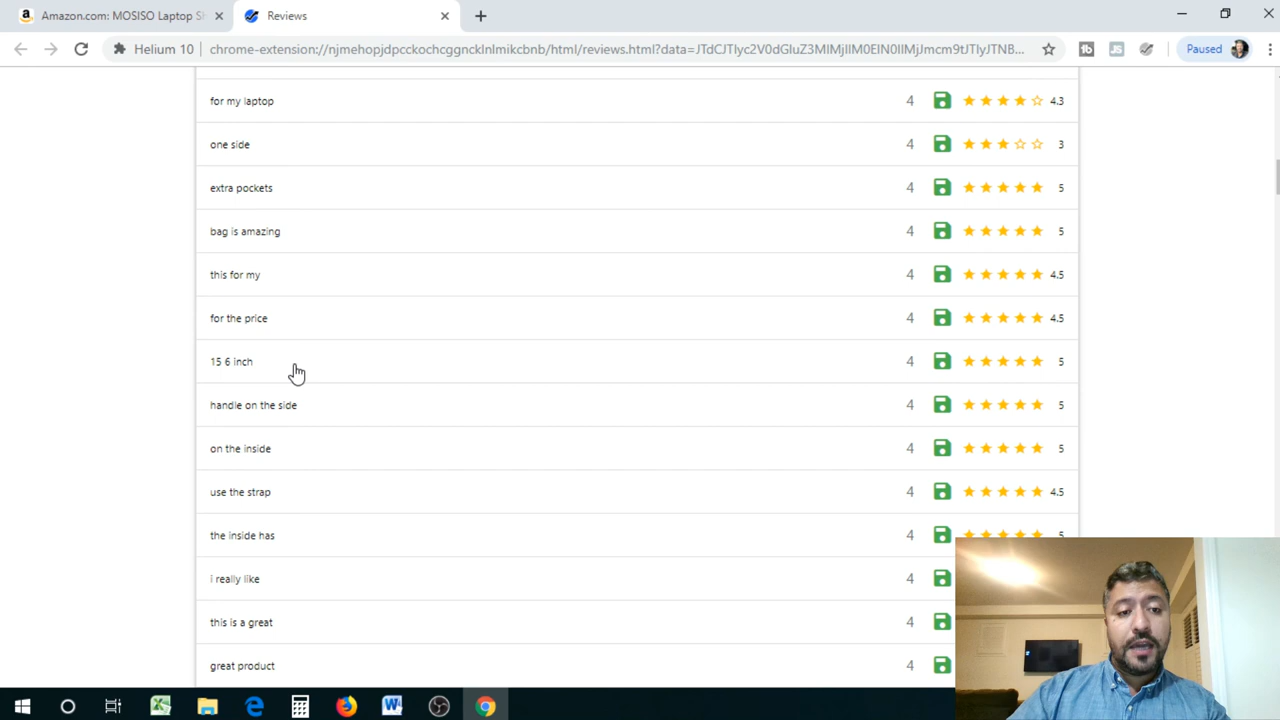 Amazon.com: MOSISO Laptop Sh
Reviews
Helium 10
chrome-extension://njmehopjdpcckochcggncklnlmikcbnb/html/reviews.html?data=JTdCJTIyc2V0dGluZ3MlMjIlM0ElN0IlMjJmcm9tJTIyJTNB...
Paused
for my laptop 4 4.3
one side 4 3
extra pockets 4 5
bag is amazing 4 5
this for my 4 4.5
for the price 4 4.5
15 6 inch 4 5
handle on the side 4 5
on the inside 4 5
use the strap 4 4.5
the inside has 4 5
i really like 4
this is a great 4
great product 4